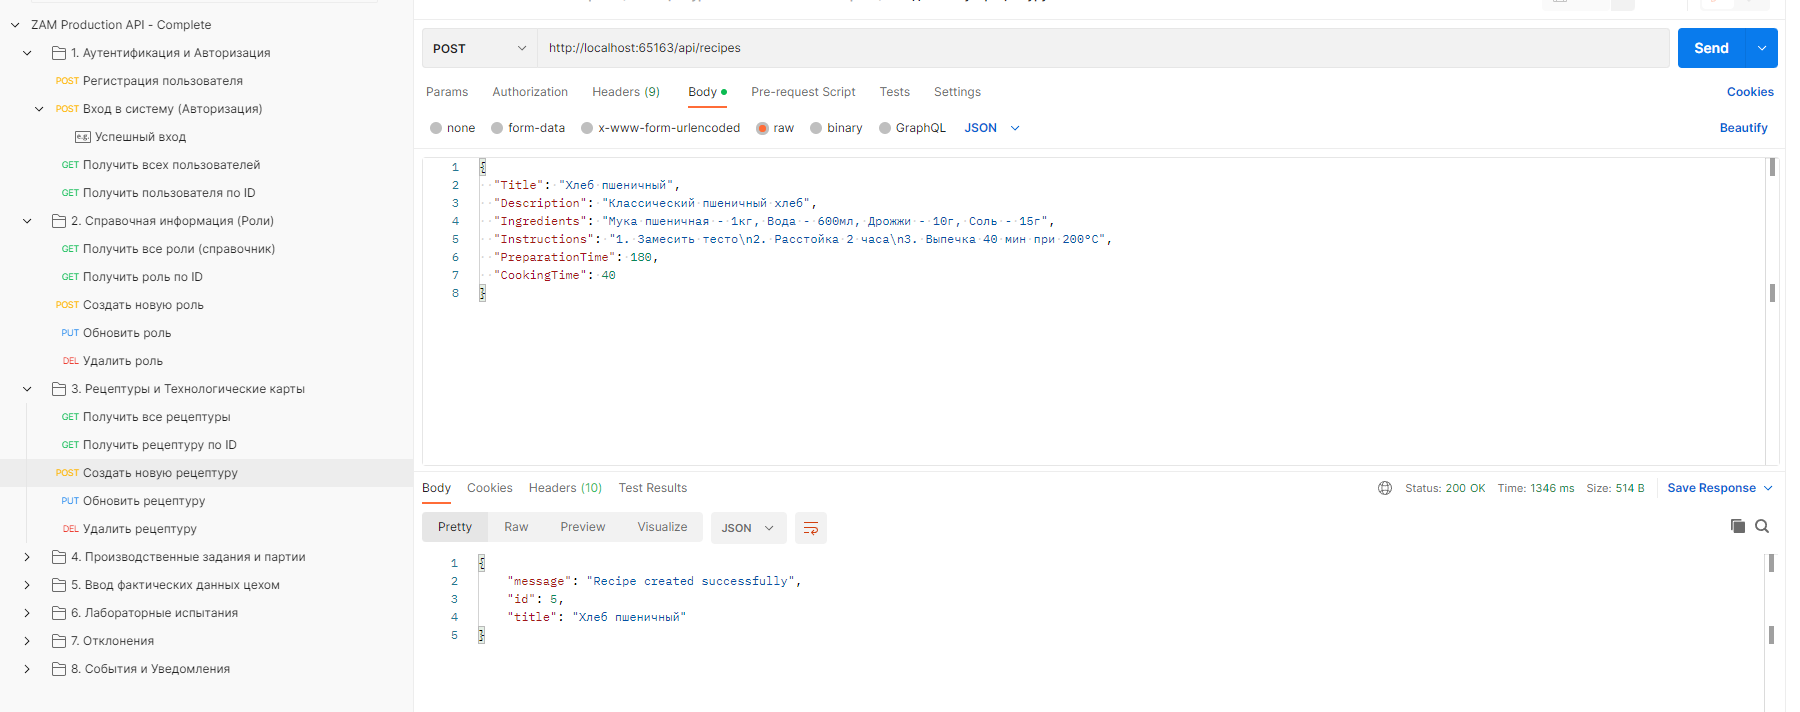 ZAM Production API - Complete
1. Аутентификация и Авторизация
POST Регистрация пользователя
POST Вход в систему (Авторизация)
e.g. Успешный вход
GET Получить всех пользователей
GET Получить пользователя по ID
2. Справочная информация (Роли)
GET Получить все роли (справочник)
GET Получить роль по ID
POST Создать новую роль
PUT Обновить роль
DEL Удалить роль
3. Рецептуры и Технологические карты
GET Получить все рецептуры
GET Получить рецептуру по ID
POST Создать новую рецептуру
PUT Обновить рецептуру
DEL Удалить рецептуру
4. Производственные задания и партии
5. Ввод фактических данных цехом
6. Лабораторные испытания
7. Отклонения
8. События и Уведомления
POST http://localhost:65163/api/recipes Send
Params Authorization Headers (9) Body Pre-request Script Tests Settings Cookies
none form-data x-www-form-urlencoded raw binary GraphQL JSON Beautify
1 {
2 "Title": "Хлеб пшеничный",
3 "Description": "Классический пшеничный хлеб",
4 "Ingredients": "Мука пшеничная - 1кг, Вода - 600мл, Дрожжи - 10г, Соль - 15г",
5 "Instructions": "1. Замесить тесто\n2. Расстойка 2 часа\n3. Выпечка 40 мин при 200°C",
6 "PreparationTime": 180,
7 "CookingTime": 40
8 }
Body Cookies Headers (10) Test Results Status: 200 OK Time: 1346 ms Size: 514 B Save Response
Pretty Raw Preview Visualize JSON
1 {
2 "message": "Recipe created successfully",
3 "id": 5,
4 "title": "Хлеб пшеничный"
5 }